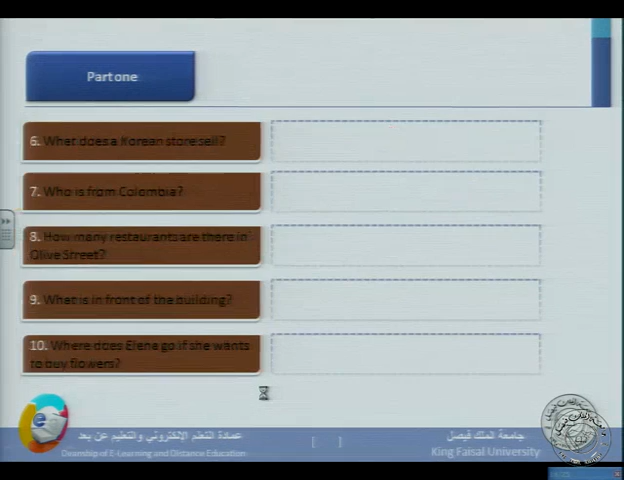 Part one
6. What does a Korean store sell?
7. Who is from Colombia?
8. How many restaurants are there in
Olive Street?
9. What is in front of the building?
10. Where does Elene go if she wants
to buy flowers?
عمادة التعلم الإلكتروني والتعليم عن بعد
جامعة الملك فيصل
[ ]
Deanship of E-Learning and Distance Education
King Faisal University